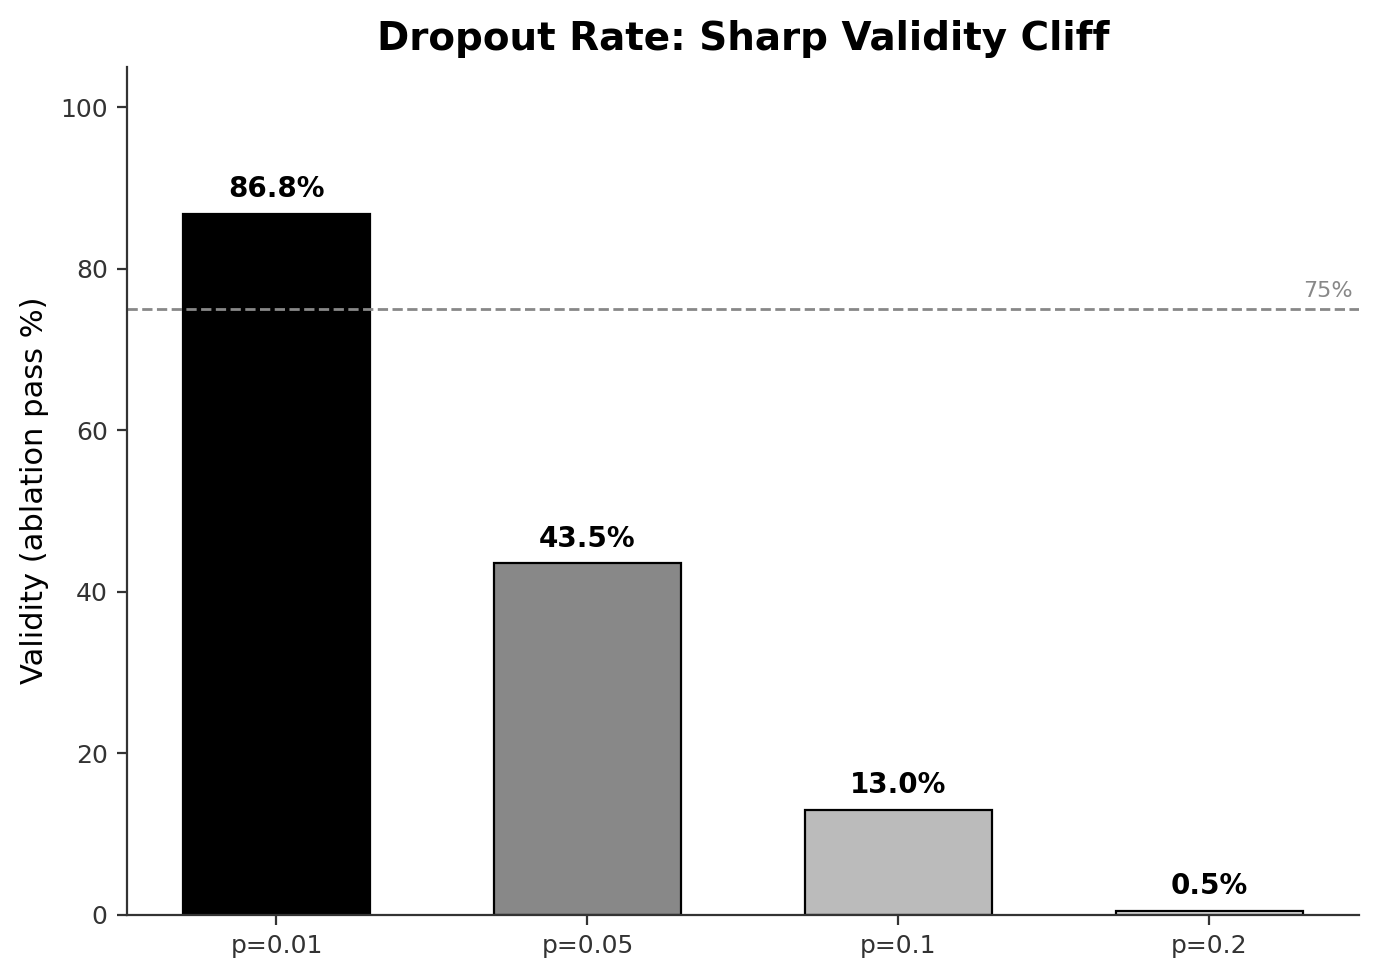 Dropout Rate: Sharp Validity Cliff
Validity (ablation pass %)
100
80
60
40
20
0
86.8%
43.5%
13.0%
0.5%
75%
p=0.01
p=0.05
p=0.1
p=0.2